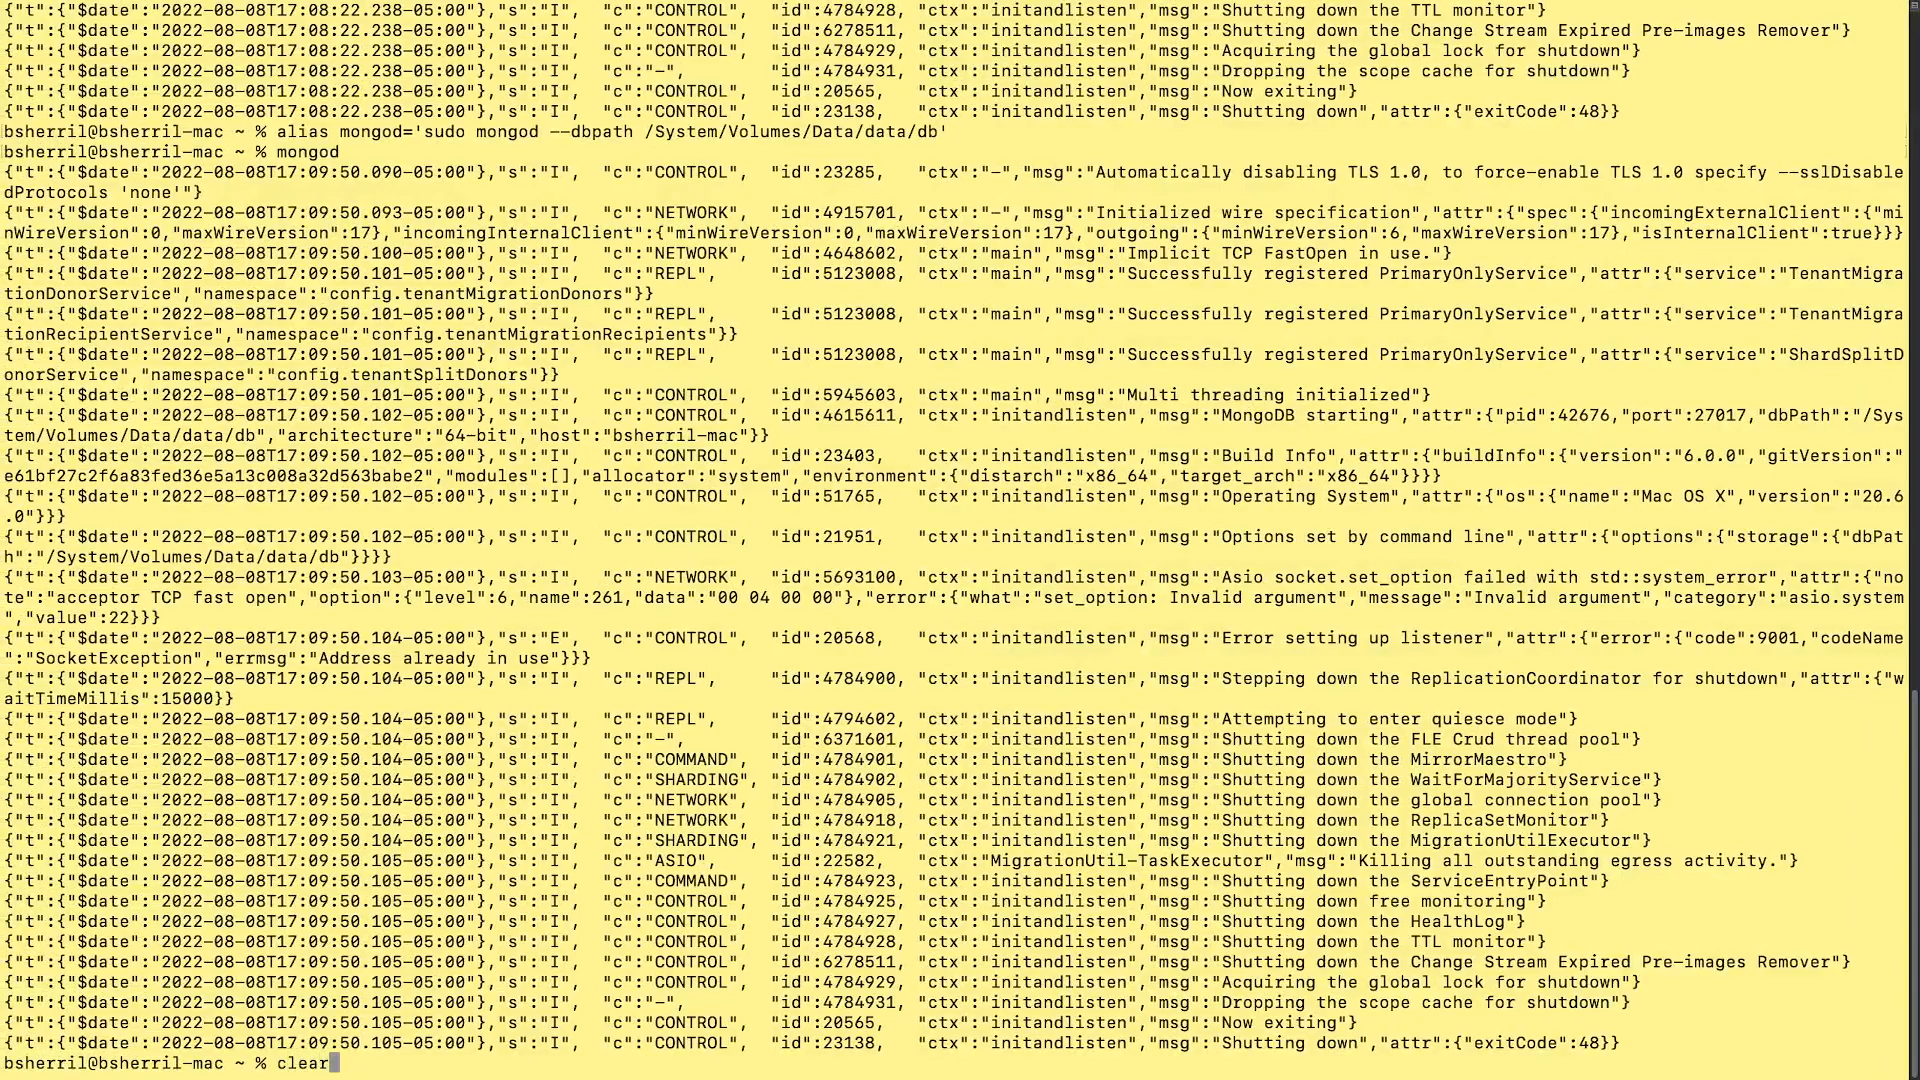 {"t":{"$date":"2022-08-08T17:08:22.238-05:00"},"s":"I",  "c":"CONTROL",  "id":4784928, "ctx":"initandlisten","msg":"Shutting down the TTL monitor"}
{"t":{"$date":"2022-08-08T17:08:22.238-05:00"},"s":"I",  "c":"CONTROL",  "id":6278511, "ctx":"initandlisten","msg":"Shutting down the Change Stream Expired Pre-images Remover"}
{"t":{"$date":"2022-08-08T17:08:22.238-05:00"},"s":"I",  "c":"CONTROL",  "id":4784929, "ctx":"initandlisten","msg":"Acquiring the global lock for shutdown"}
{"t":{"$date":"2022-08-08T17:08:22.238-05:00"},"s":"I",  "c":"-",        "id":4784931, "ctx":"initandlisten","msg":"Dropping the scope cache for shutdown"}
{"t":{"$date":"2022-08-08T17:08:22.238-05:00"},"s":"I",  "c":"CONTROL",  "id":20565,   "ctx":"initandlisten","msg":"Now exiting"}
{"t":{"$date":"2022-08-08T17:08:22.238-05:00"},"s":"I",  "c":"CONTROL",  "id":23138,   "ctx":"initandlisten","msg":"Shutting down","attr":{"exitCode":48}}
bsherril@bsherril-mac ~ % alias mongod='sudo mongod --dbpath /System/Volumes/Data/data/db'
bsherril@bsherril-mac ~ % mongod
{"t":{"$date":"2022-08-08T17:09:50.090-05:00"},"s":"I",  "c":"CONTROL",  "id":23285,   "ctx":"-","msg":"Automatically disabling TLS 1.0, to force-enable TLS 1.0 specify --sslDisable
dProtocols 'none'"}
{"t":{"$date":"2022-08-08T17:09:50.093-05:00"},"s":"I",  "c":"NETWORK",  "id":4915701, "ctx":"-","msg":"Initialized wire specification","attr":{"spec":{"incomingExternalClient":{"mi
nWireVersion":0,"maxWireVersion":17},"incomingInternalClient":{"minWireVersion":0,"maxWireVersion":17},"outgoing":{"minWireVersion":6,"maxWireVersion":17},"isInternalClient":true}}}
{"t":{"$date":"2022-08-08T17:09:50.100-05:00"},"s":"I",  "c":"NETWORK",  "id":4648602, "ctx":"main","msg":"Implicit TCP FastOpen in use."}
{"t":{"$date":"2022-08-08T17:09:50.101-05:00"},"s":"I",  "c":"REPL",     "id":5123008, "ctx":"main","msg":"Successfully registered PrimaryOnlyService","attr":{"service":"TenantMigra
tionDonorService","namespace":"config.tenantMigrationDonors"}}
{"t":{"$date":"2022-08-08T17:09:50.101-05:00"},"s":"I",  "c":"REPL",     "id":5123008, "ctx":"main","msg":"Successfully registered PrimaryOnlyService","attr":{"service":"TenantMigra
tionRecipientService","namespace":"config.tenantMigrationRecipients"}}
{"t":{"$date":"2022-08-08T17:09:50.101-05:00"},"s":"I",  "c":"REPL",     "id":5123008, "ctx":"main","msg":"Successfully registered PrimaryOnlyService","attr":{"service":"ShardSplitD
onorService","namespace":"config.tenantSplitDonors"}}
{"t":{"$date":"2022-08-08T17:09:50.101-05:00"},"s":"I",  "c":"CONTROL",  "id":5945603, "ctx":"main","msg":"Multi threading initialized"}
{"t":{"$date":"2022-08-08T17:09:50.102-05:00"},"s":"I",  "c":"CONTROL",  "id":4615611, "ctx":"initandlisten","msg":"MongoDB starting","attr":{"pid":42676,"port":27017,"dbPath":"/Sys
tem/Volumes/Data/data/db","architecture":"64-bit","host":"bsherril-mac"}}
{"t":{"$date":"2022-08-08T17:09:50.102-05:00"},"s":"I",  "c":"CONTROL",  "id":23403,   "ctx":"initandlisten","msg":"Build Info","attr":{"buildInfo":{"version":"6.0.0","gitVersion":"
e61bf27c2f6a83fed36e5a13c008a32d563babe2","modules":[],"allocator":"system","environment":{"distarch":"x86_64","target_arch":"x86_64"}}}}
{"t":{"$date":"2022-08-08T17:09:50.102-05:00"},"s":"I",  "c":"CONTROL",  "id":51765,   "ctx":"initandlisten","msg":"Operating System","attr":{"os":{"name":"Mac OS X","version":"20.6
.0"}}}
{"t":{"$date":"2022-08-08T17:09:50.102-05:00"},"s":"I",  "c":"CONTROL",  "id":21951,   "ctx":"initandlisten","msg":"Options set by command line","attr":{"options":{"storage":{"dbPat
h":"/System/Volumes/Data/data/db"}}}}
{"t":{"$date":"2022-08-08T17:09:50.103-05:00"},"s":"I",  "c":"NETWORK",  "id":5693100, "ctx":"initandlisten","msg":"Asio socket.set_option failed with std::system_error","attr":{"no
te":"acceptor TCP fast open","option":{"level":6,"name":261,"data":"00 04 00 00"},"error":{"what":"set_option: Invalid argument","message":"Invalid argument","category":"asio.system
","value":22}}}
{"t":{"$date":"2022-08-08T17:09:50.104-05:00"},"s":"E",  "c":"CONTROL",  "id":20568,   "ctx":"initandlisten","msg":"Error setting up listener","attr":{"error":{"code":9001,"codeName
":"SocketException","errmsg":"Address already in use"}}}
{"t":{"$date":"2022-08-08T17:09:50.104-05:00"},"s":"I",  "c":"REPL",     "id":4784900, "ctx":"initandlisten","msg":"Stepping down the ReplicationCoordinator for shutdown","attr":{"w
aitTimeMillis":15000}}
{"t":{"$date":"2022-08-08T17:09:50.104-05:00"},"s":"I",  "c":"REPL",     "id":4794602, "ctx":"initandlisten","msg":"Attempting to enter quiesce mode"}
{"t":{"$date":"2022-08-08T17:09:50.104-05:00"},"s":"I",  "c":"-",        "id":6371601, "ctx":"initandlisten","msg":"Shutting down the FLE Crud thread pool"}
{"t":{"$date":"2022-08-08T17:09:50.104-05:00"},"s":"I",  "c":"COMMAND",  "id":4784901, "ctx":"initandlisten","msg":"Shutting down the MirrorMaestro"}
{"t":{"$date":"2022-08-08T17:09:50.104-05:00"},"s":"I",  "c":"SHARDING", "id":4784902, "ctx":"initandlisten","msg":"Shutting down the WaitForMajorityService"}
{"t":{"$date":"2022-08-08T17:09:50.104-05:00"},"s":"I",  "c":"NETWORK",  "id":4784905, "ctx":"initandlisten","msg":"Shutting down the global connection pool"}
{"t":{"$date":"2022-08-08T17:09:50.104-05:00"},"s":"I",  "c":"NETWORK",  "id":4784918, "ctx":"initandlisten","msg":"Shutting down the ReplicaSetMonitor"}
{"t":{"$date":"2022-08-08T17:09:50.104-05:00"},"s":"I",  "c":"SHARDING", "id":4784921, "ctx":"initandlisten","msg":"Shutting down the MigrationUtilExecutor"}
{"t":{"$date":"2022-08-08T17:09:50.105-05:00"},"s":"I",  "c":"ASIO",     "id":22582,   "ctx":"MigrationUtil-TaskExecutor","msg":"Killing all outstanding egress activity."}
{"t":{"$date":"2022-08-08T17:09:50.105-05:00"},"s":"I",  "c":"COMMAND",  "id":4784923, "ctx":"initandlisten","msg":"Shutting down the ServiceEntryPoint"}
{"t":{"$date":"2022-08-08T17:09:50.105-05:00"},"s":"I",  "c":"CONTROL",  "id":4784925, "ctx":"initandlisten","msg":"Shutting down free monitoring"}
{"t":{"$date":"2022-08-08T17:09:50.105-05:00"},"s":"I",  "c":"CONTROL",  "id":4784927, "ctx":"initandlisten","msg":"Shutting down the HealthLog"}
{"t":{"$date":"2022-08-08T17:09:50.105-05:00"},"s":"I",  "c":"CONTROL",  "id":4784928, "ctx":"initandlisten","msg":"Shutting down the TTL monitor"}
{"t":{"$date":"2022-08-08T17:09:50.105-05:00"},"s":"I",  "c":"CONTROL",  "id":6278511, "ctx":"initandlisten","msg":"Shutting down the Change Stream Expired Pre-images Remover"}
{"t":{"$date":"2022-08-08T17:09:50.105-05:00"},"s":"I",  "c":"CONTROL",  "id":4784929, "ctx":"initandlisten","msg":"Acquiring the global lock for shutdown"}
{"t":{"$date":"2022-08-08T17:09:50.105-05:00"},"s":"I",  "c":"-",        "id":4784931, "ctx":"initandlisten","msg":"Dropping the scope cache for shutdown"}
{"t":{"$date":"2022-08-08T17:09:50.105-05:00"},"s":"I",  "c":"CONTROL",  "id":20565,   "ctx":"initandlisten","msg":"Now exiting"}
{"t":{"$date":"2022-08-08T17:09:50.105-05:00"},"s":"I",  "c":"CONTROL",  "id":23138,   "ctx":"initandlisten","msg":"Shutting down","attr":{"exitCode":48}}
bsherril@bsherril-mac ~ % clear